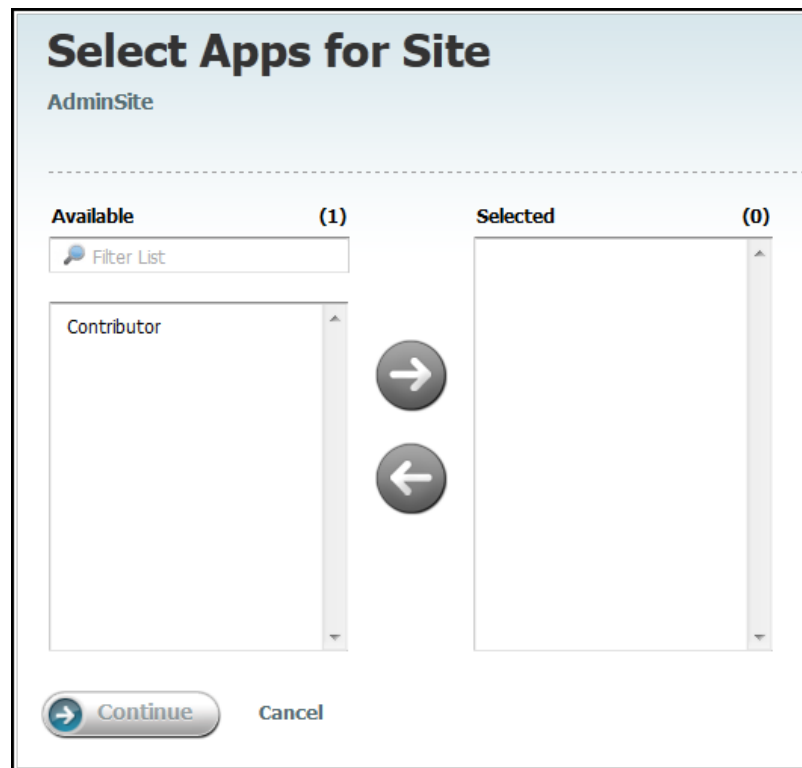 Select Apps for Site
AdminSite
Available (1)
Selected (0)
Filter List
Contributor
Continue
Cancel